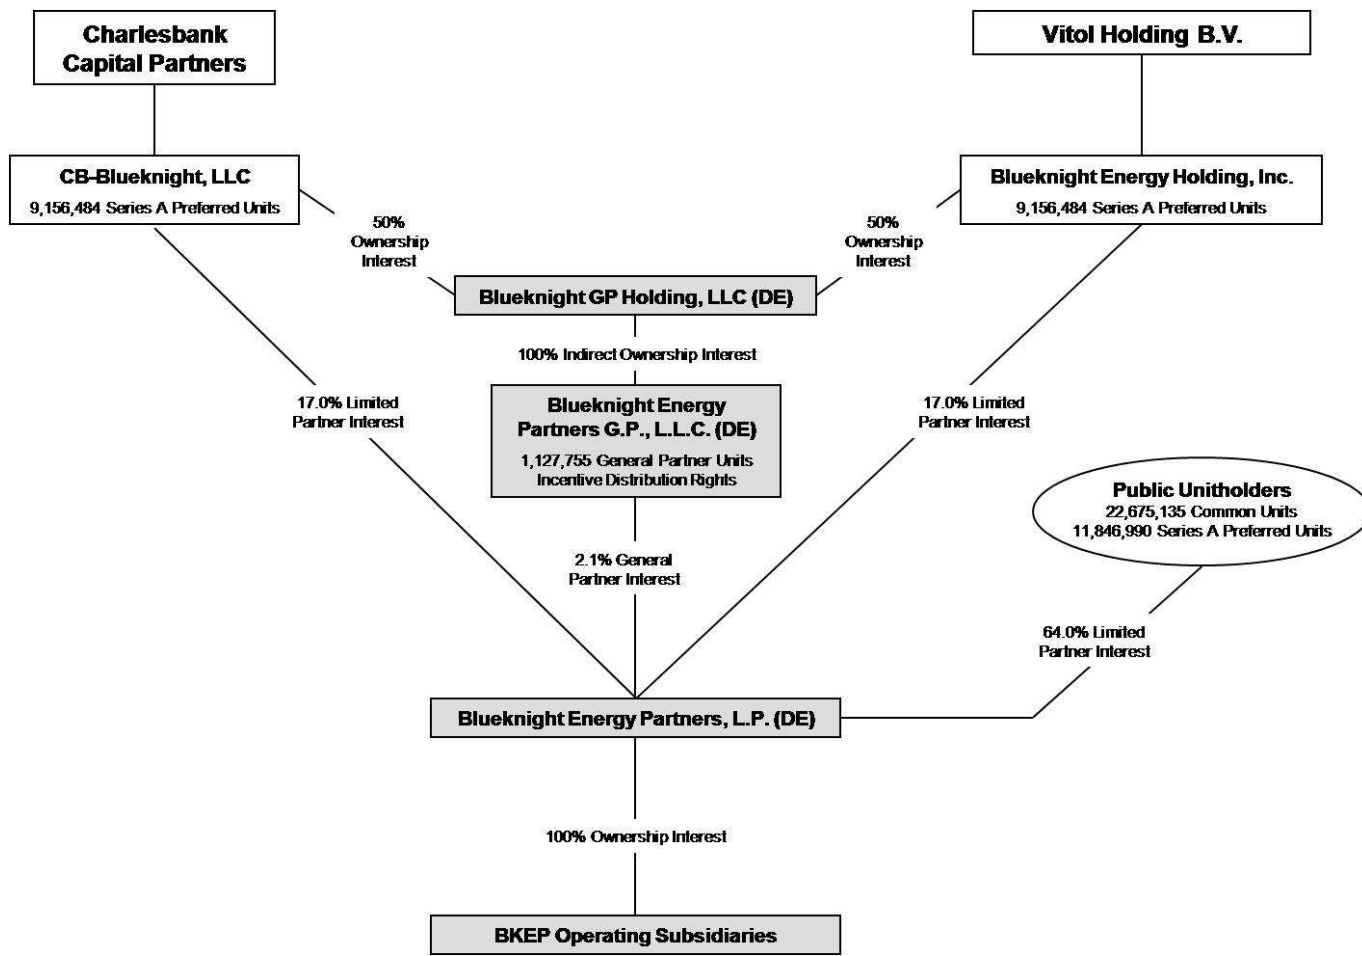 Charlesbank
Capital Partners
Vitol Holding B.V.
CB-Blueknight, LLC
9,156,484 Series A Preferred Units
Blueknight Energy Holding, Inc.
9,156,484 Series A Preferred Units
50%
Ownership
Interest
50%
Ownership
Interest
Blueknight GP Holding, LLC (DE)
100% Indirect Ownership Interest
17.0% Limited
Partner Interest
Blueknight Energy
Partners G.P., L.L.C. (DE)
1,127,755 General Partner Units
Incentive Distribution Rights
17.0% Limited
Partner Interest
Public Unitholders
22,675,135 Common Units
11,846,990 Series A Preferred Units
2.1% General
Partner Interest
64.0% Limited
Partner Interest
Blueknight Energy Partners, L.P. (DE)
100% Ownership Interest
BKEP Operating Subsidiaries